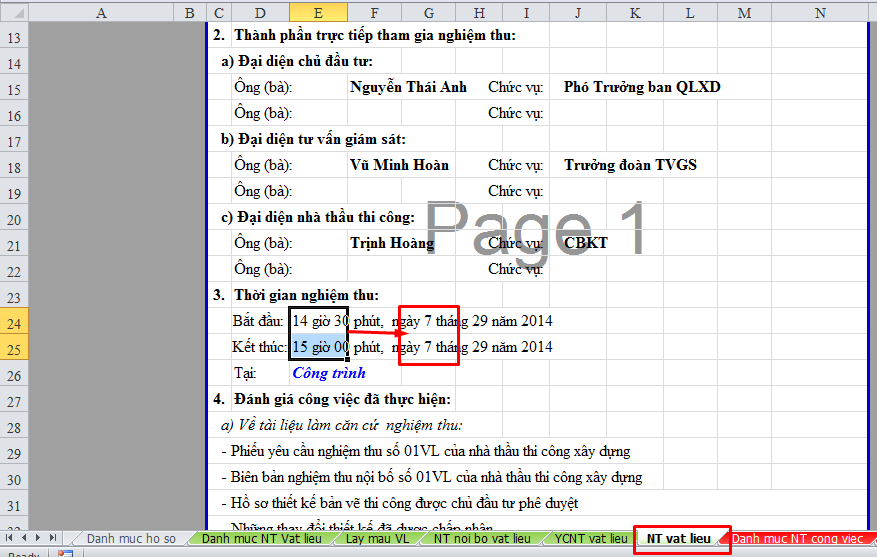 A B C D E F G H I J K L M N
13 2. Thành phần trực tiếp tham gia nghiệm thu:
14 a) Đại diện chủ đầu tư:
15 Ông (bà): Nguyễn Thái Anh Chức vụ: Phó Trưởng ban QLXD
16 Ông (bà): Chức vụ:
17 b) Đại diện tư vấn giám sát:
18 Ông (bà): Vũ Minh Hoàn Chức vụ: Trưởng đoàn TVGS
19 Ông (bà): Chức vụ:
20 c) Đại diện nhà thầu thi công:
Page 1
21 Ông (bà): Trịnh Hoàng Chức vụ: CBKT
22 Ông (bà): Chức vụ:
23 3. Thời gian nghiệm thu:
24 Bắt đầu: 14 giờ 30 phút, ngày 7 tháng 29 năm 2014
25 Kết thúc: 15 giờ 00 phút, ngày 7 tháng 29 năm 2014
26 Tại: Công trình
27 4. Đánh giá công việc đã thực hiện:
28 a) Về tài liệu làm căn cứ nghiệm thu:
29 - Phiếu yêu cầu nghiệm thu số 01VL của nhà thầu thi công xây dựng
30 - Biên bản nghiệm thu nội bố số 01VL của nhà thầu thi công xây dựng
31 - Hồ sơ thiết kế bản vẽ thi công được chủ đầu tư phê duyệt
- Những thay đổi thiết kế đã được chấp nhận
Danh muc ho so Danh muc NT Vat lieu Lay mau VL NT noi bo vat lieu YCNT vat lieu NT vat lieu Danh muc NT cong viec
Ready